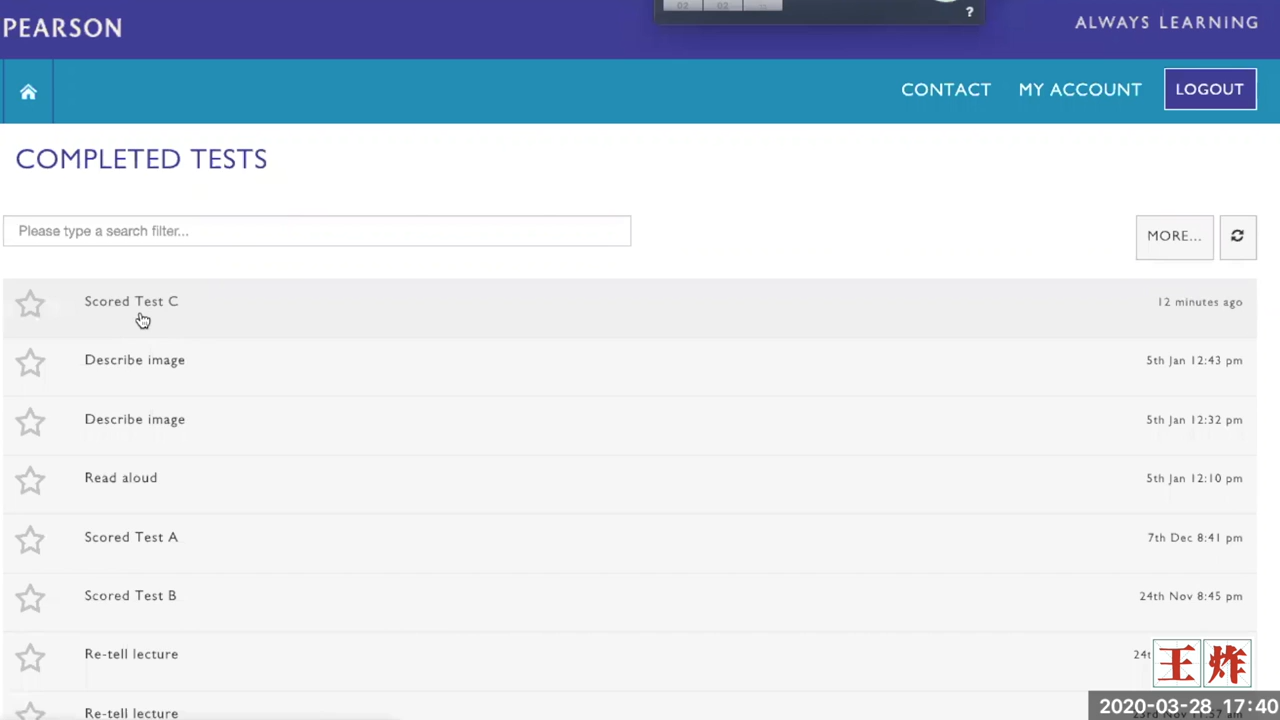 02 02
?
PEARSON
ALWAYS LEARNING
CONTACT MY ACCOUNT LOGOUT
COMPLETED TESTS
Please type a search filter...
MORE...
Scored Test C 12 minutes ago
Describe image 5th Jan 12:43 pm
Describe image 5th Jan 12:32 pm
Read aloud 5th Jan 12:10 pm
Scored Test A 7th Dec 8:41 pm
Scored Test B 24th Nov 8:45 pm
Re-tell lecture 24t
王炸
Re-tell lecture
2020-03-28 17:40